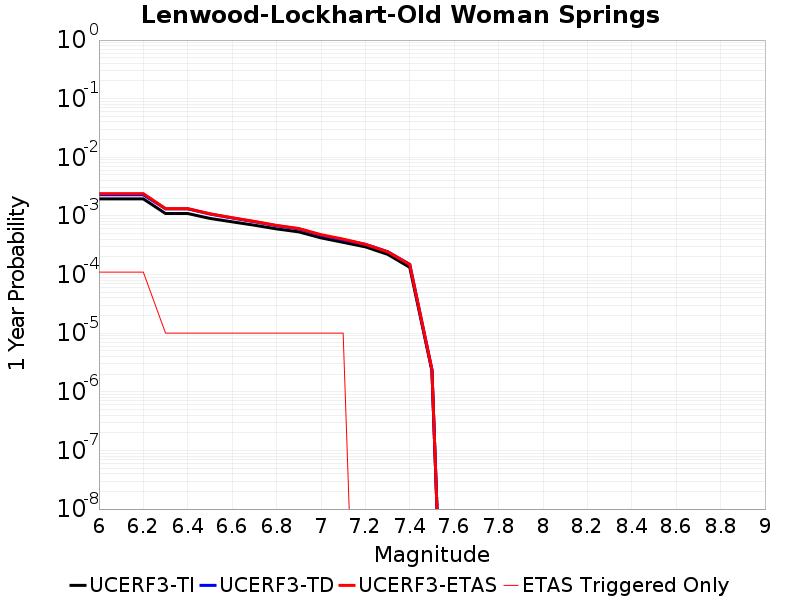 Lenwood-Lockhart-Old Woman Springs
1 Year Probability
10^0
10^-1
10^-2
10^-3
10^-4
10^-5
10^-6
10^-7
10^-8
6 6.2 6.4 6.6 6.8 7 7.2 7.4 7.6 7.8 8 8.2 8.4 8.6 8.8 9
Magnitude
UCERF3-TI UCERF3-TD UCERF3-ETAS ETAS Triggered Only